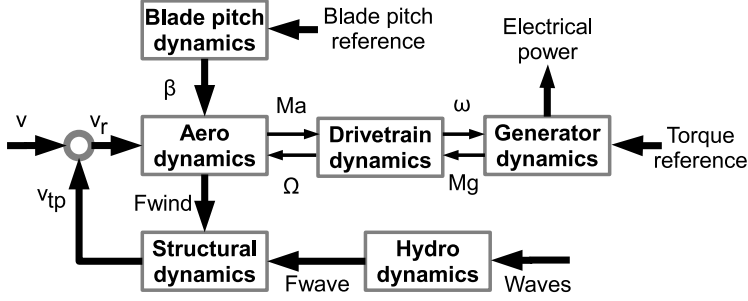 Blade pitch
dynamics
Blade pitch
reference
Electrical
power
β
v
vr
Aero
dynamics
Ma
Ω
Drivetrain
dynamics
ω
Mg
Generator
dynamics
Torque
reference
vtp
Fwind
Structural
dynamics
Fwave
Hydro
dynamics
Waves